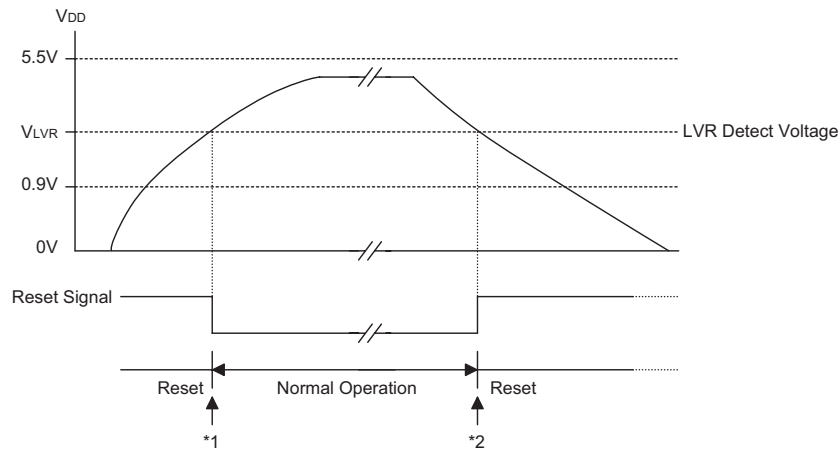 VDD
5.5V
VLVR
LVR Detect Voltage
0.9V
0V
Reset Signal
Reset
Normal Operation
Reset
*1
*2